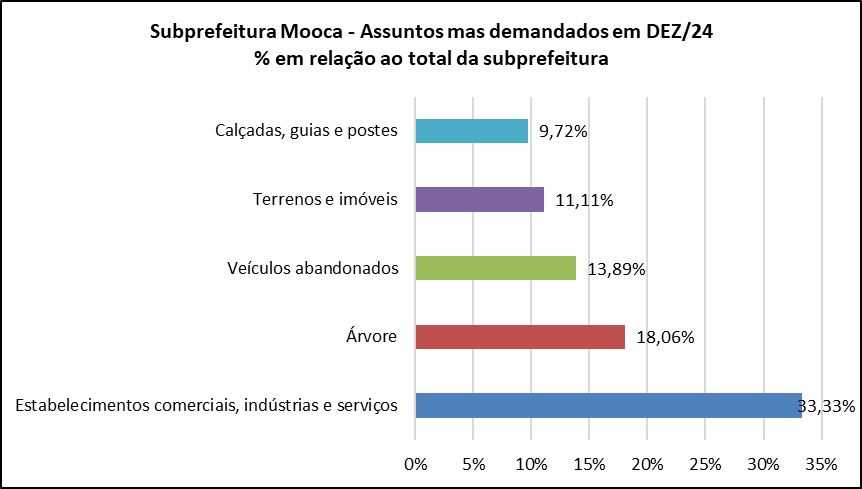 Subprefeitura Mooca - Assuntos mas demandados em DEZ/24
% em relação ao total da subprefeitura
Calçadas, guias e postes 9,72%
Terrenos e imóveis 11,11%
Veículos abandonados 13,89%
Árvore 18,06%
Estabelecimentos comerciais, indústrias e serviços 33,33%
0% 5% 10% 15% 20% 25% 30% 35%